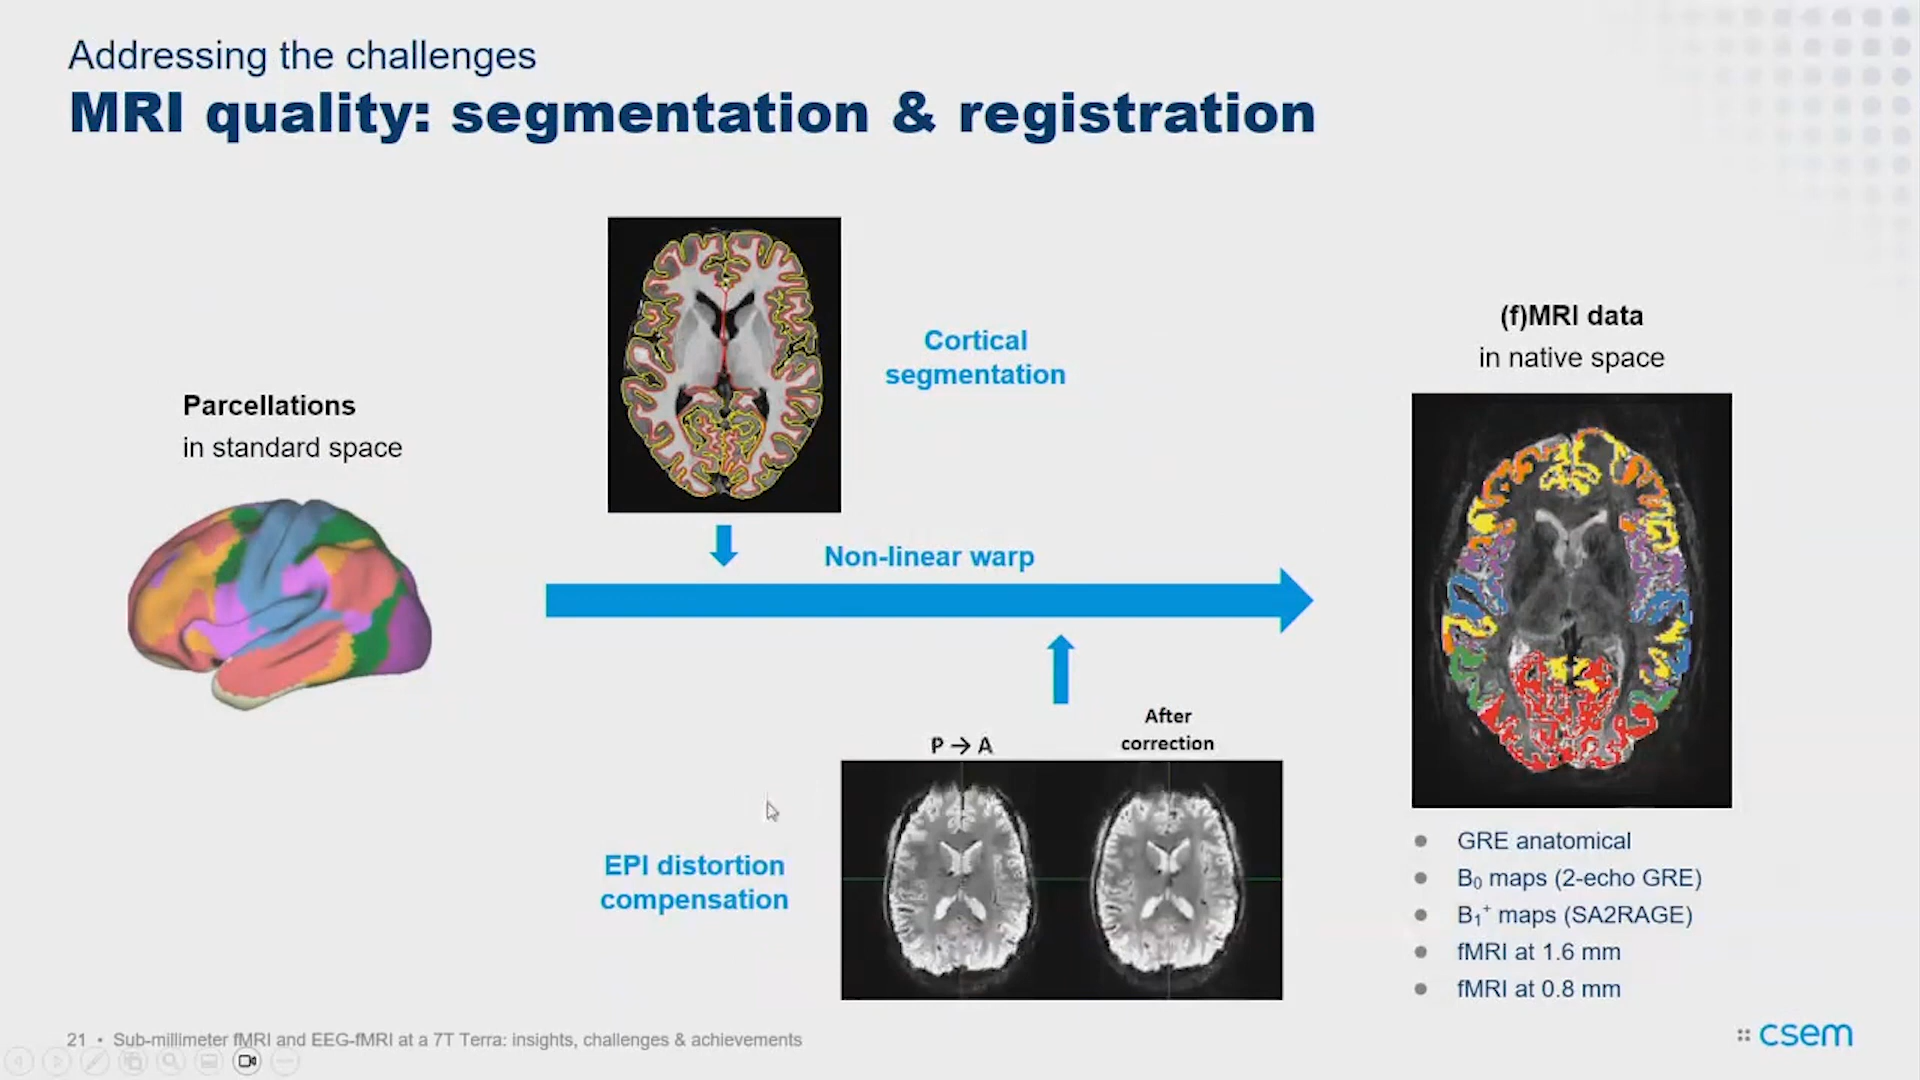 Addressing the challenges
MRI quality: segmentation & registration
Cortical
segmentation
(f)MRI data
in native space
Parcellations
in standard space
Non-linear warp
P → A
After
correction
EPI distortion
compensation
GRE anatomical
B₀ maps (2-echo GRE)
B₁⁺ maps (SA2RAGE)
fMRI at 1.6 mm
fMRI at 0.8 mm
21 • Sub-millimeter fMRI and EEG-fMRI at a 7T Terra: insights, challenges & achievements
csem